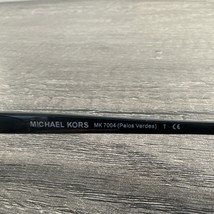 MICHAEL KORS MK 7004 (Palos Verdes) T CE